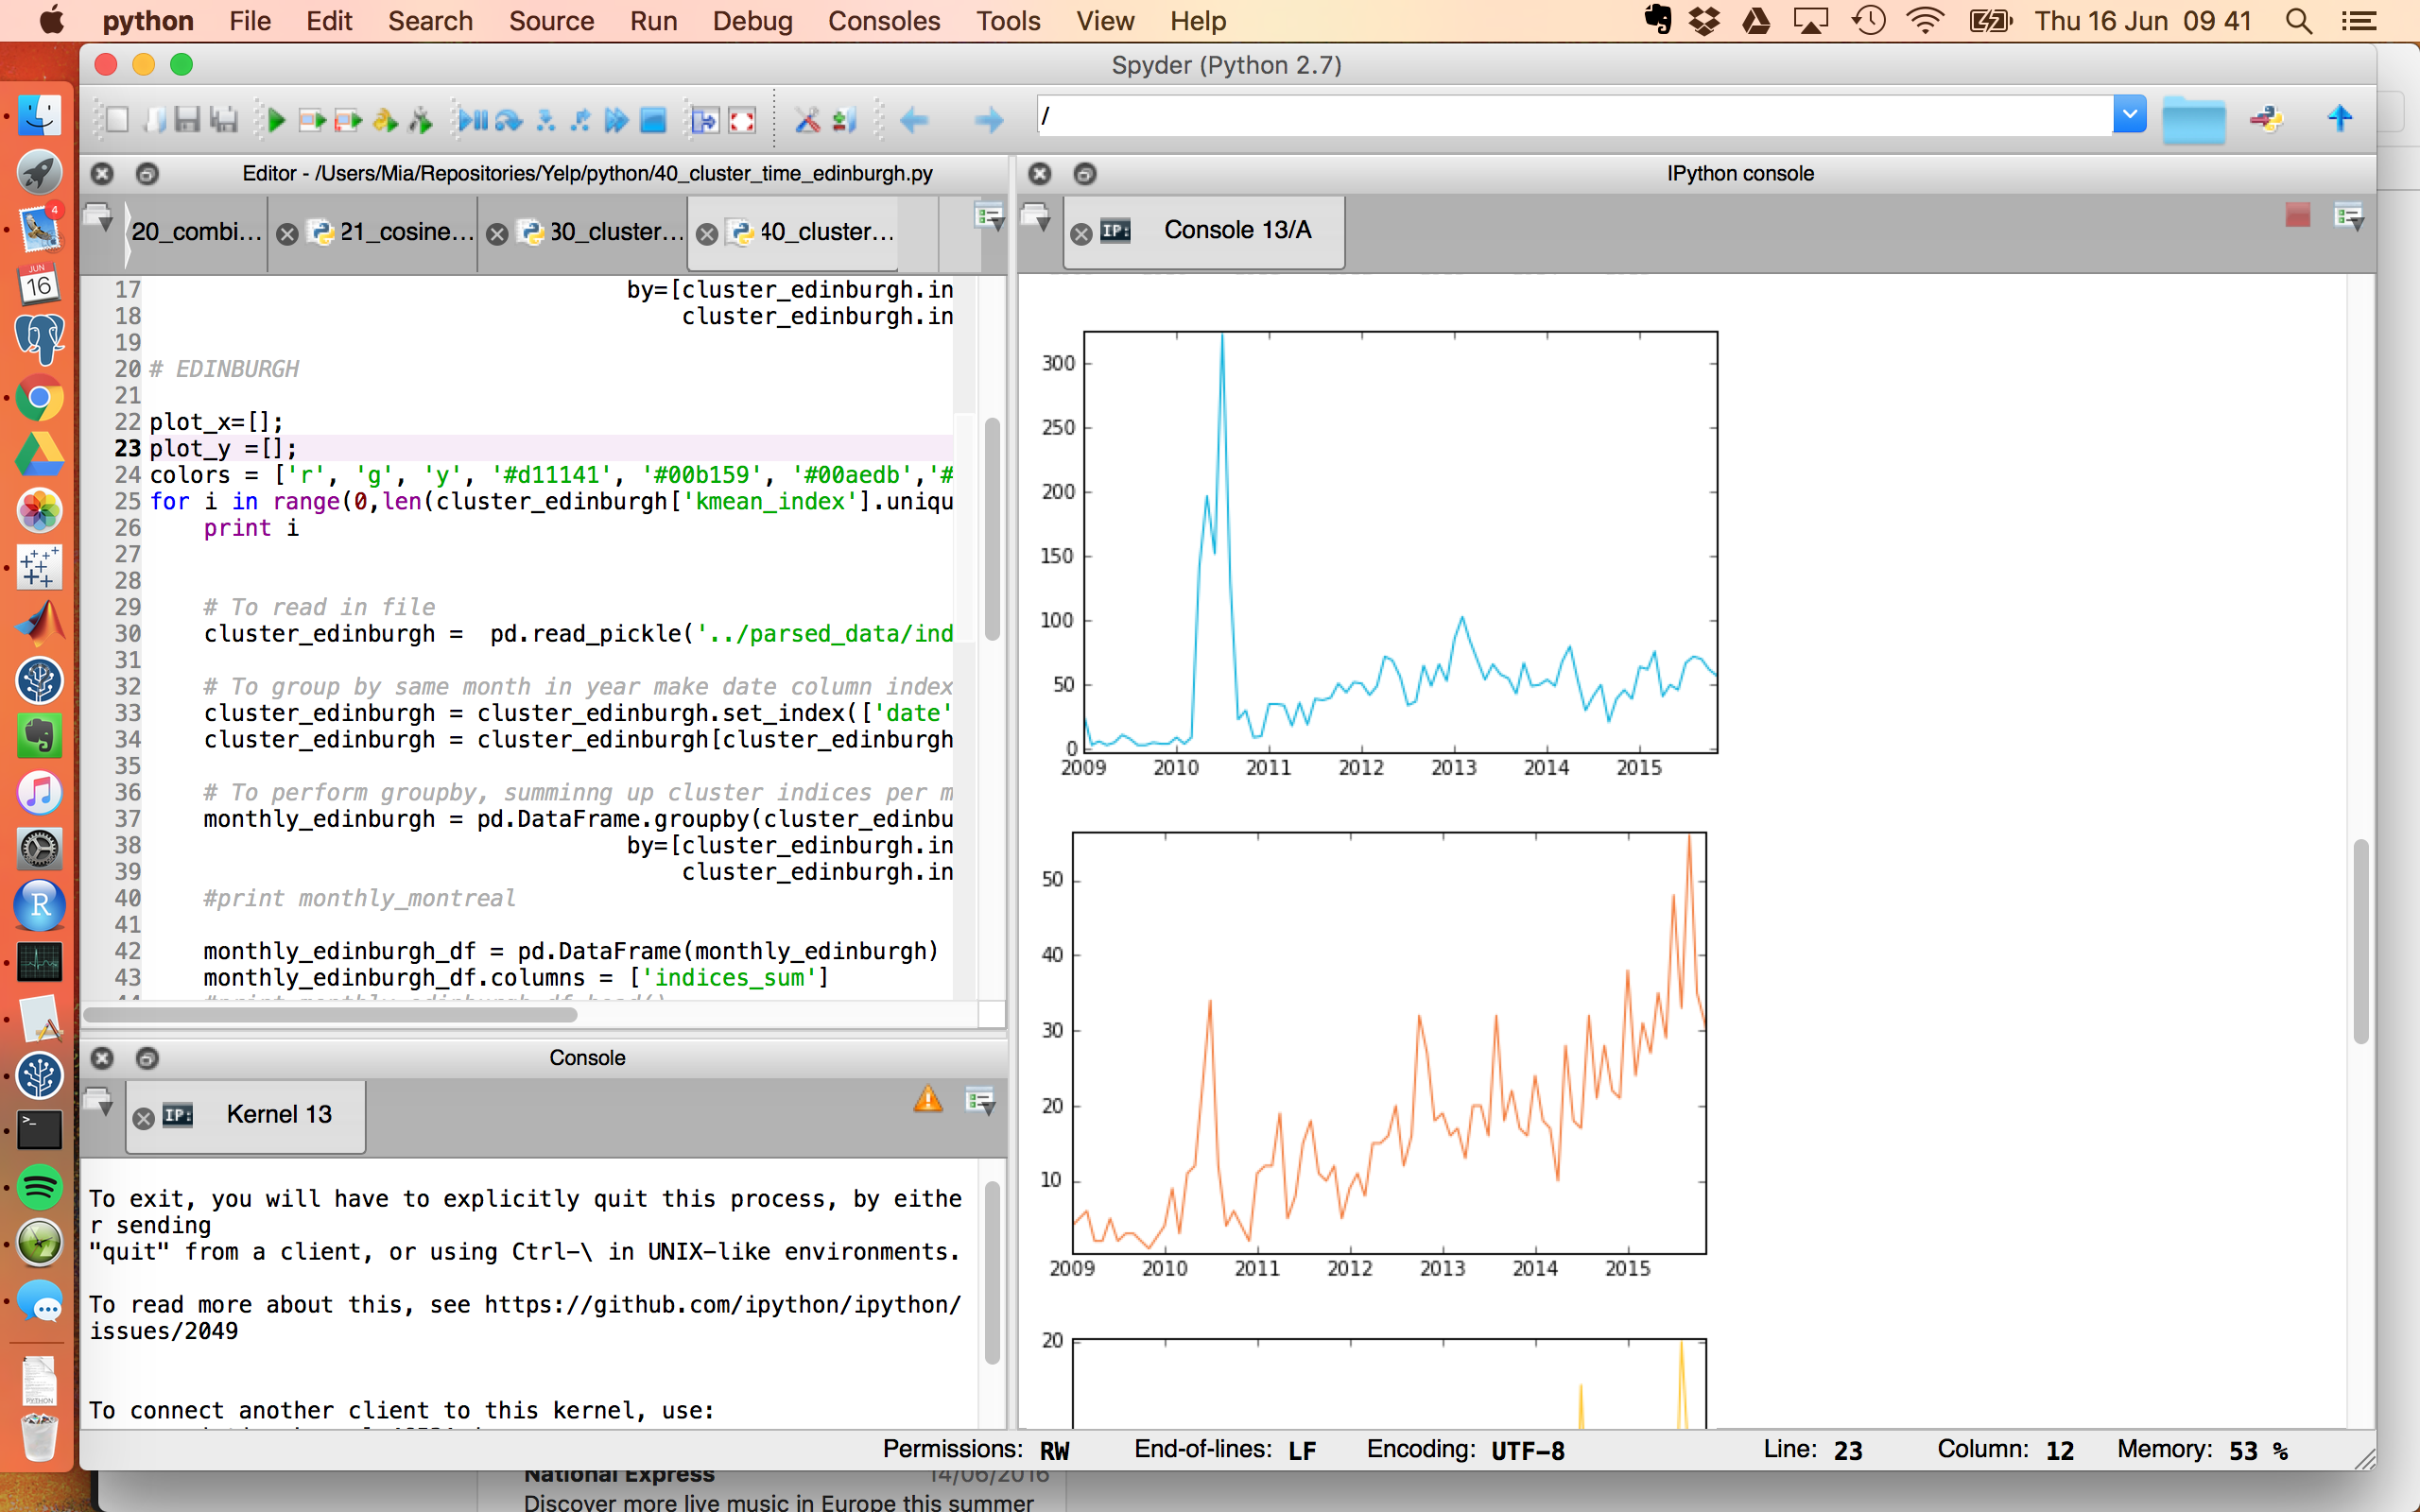 python File Edit Search Source Run Debug Consoles Tools View Help Thu 16 Jun 09 41
Spyder (Python 2.7)
/
Editor - /Users/Mia/Repositories/Yelp/python/40_cluster_time_edinburgh.py
20_combi... 21_cosine... 30_cluster... 40_cluster...
17 by=[cluster_edinburgh.in
18 cluster_edinburgh.in
19
20 # EDINBURGH
21
22 plot_x=[];
23 plot_y =[];
24 colors = ['r', 'g', 'y', '#d11141', '#00b159', '#00aedb','#
25 for i in range(0,len(cluster_edinburgh['kmean_index'].uniqu
26 print i
27
28
29 # To read in file
30 cluster_edinburgh = pd.read_pickle('../parsed_data/ind
31
32 # To group by same month in year make date column index
33 cluster_edinburgh = cluster_edinburgh.set_index(['date'
34 cluster_edinburgh = cluster_edinburgh[cluster_edinburgh
35
36 # To perform groupby, summinng up cluster indices per m
37 monthly_edinburgh = pd.DataFrame.groupby(cluster_edinbu
38 by=[cluster_edinburgh.in
39 cluster_edinburgh.in
40 #print monthly_montreal
41
42 monthly_edinburgh_df = pd.DataFrame(monthly_edinburgh)
43 monthly_edinburgh_df.columns = ['indices_sum']
Console
IP: Kernel 13
To exit, you will have to explicitly quit this process, by eithe
r sending
"quit" from a client, or using Ctrl-\ in UNIX-like environments.
To read more about this, see https://github.com/ipython/ipython/
issues/2049
To connect another client to this kernel, use:
IPython console
IP: Console 13/A
300
250
200
150
100
50
0
2009 2010 2011 2012 2013 2014 2015
50
40
30
20
10
2009 2010 2011 2012 2013 2014 2015
20
Permissions: RW End-of-lines: LF Encoding: UTF-8 Line: 23 Column: 12 Memory: 53 %
National Express 14/06/2016
Discover more live music in Europe this summer
4
JUN
16
R
PYTHON